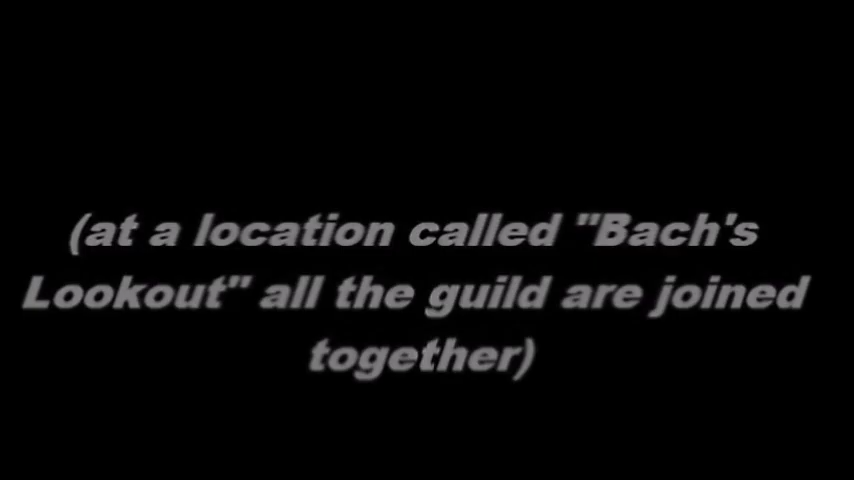 (at a location called "Bach's
Lookout" all the guild are joined
together)